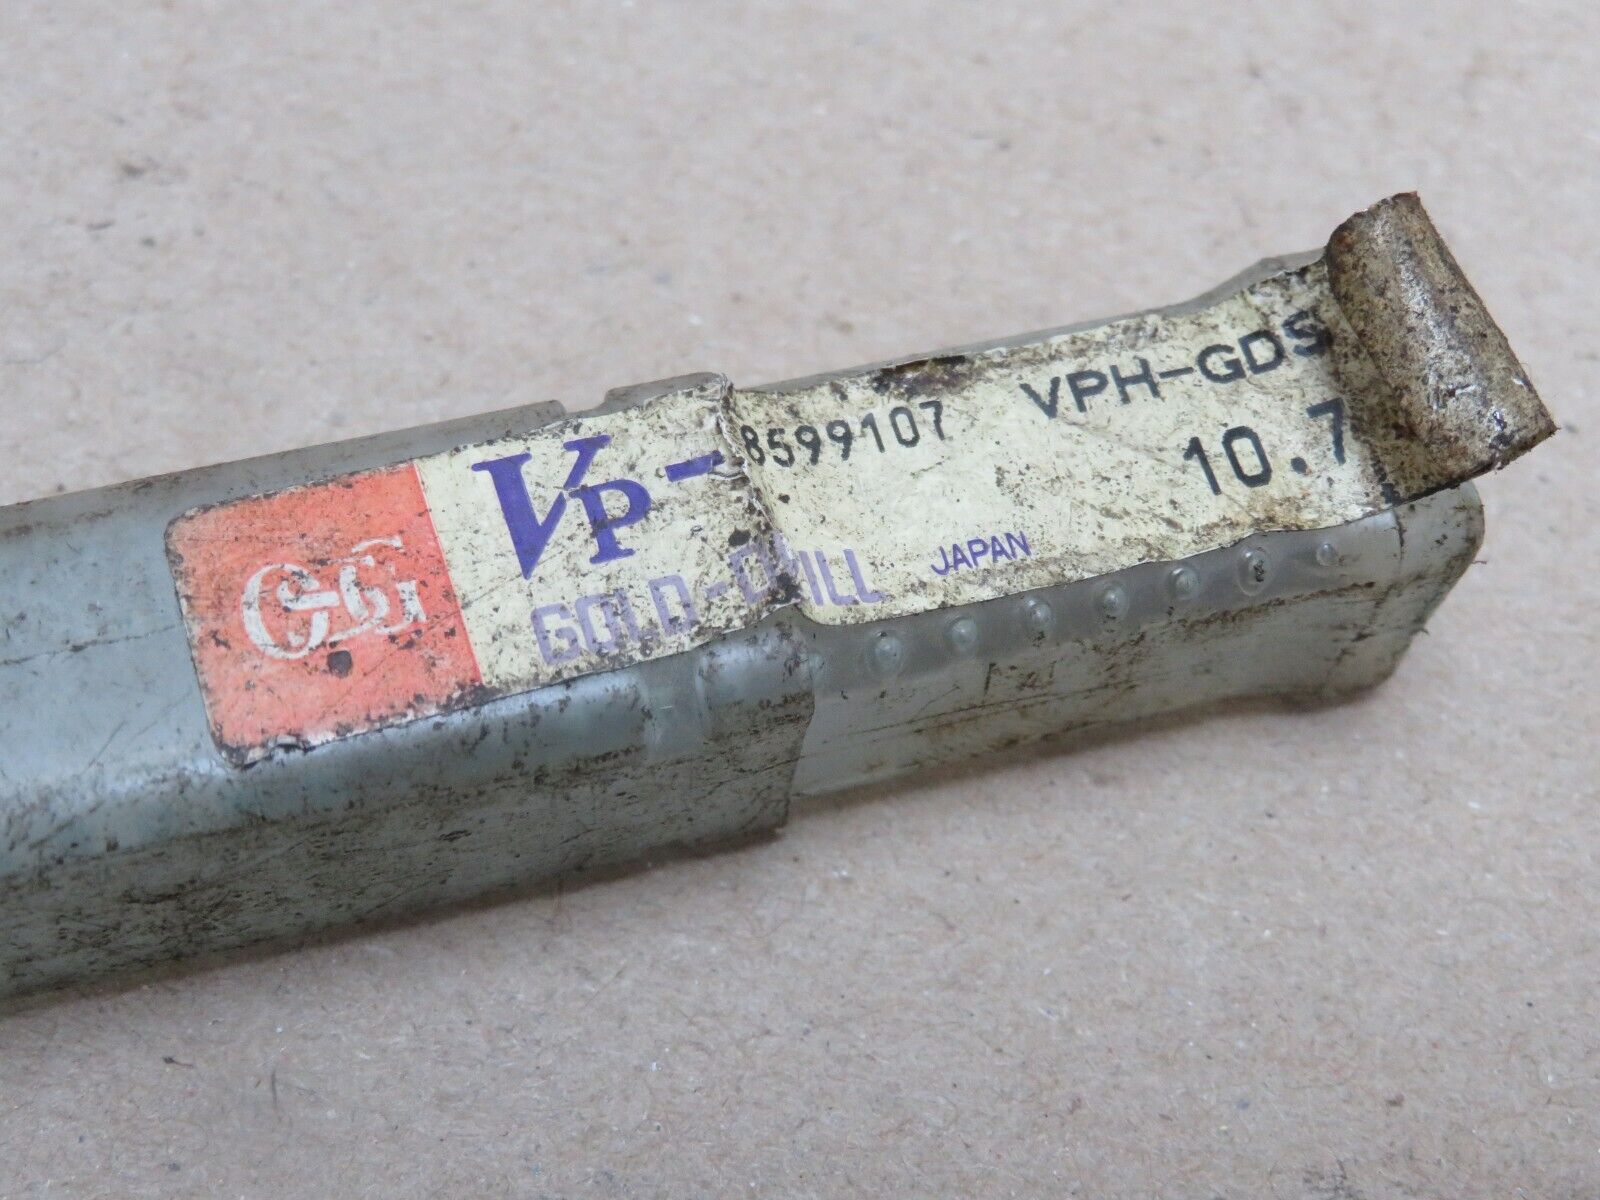 OSG
VP-
GOLD-DRILL
8599107 VPH-GDS
10.7
JAPAN